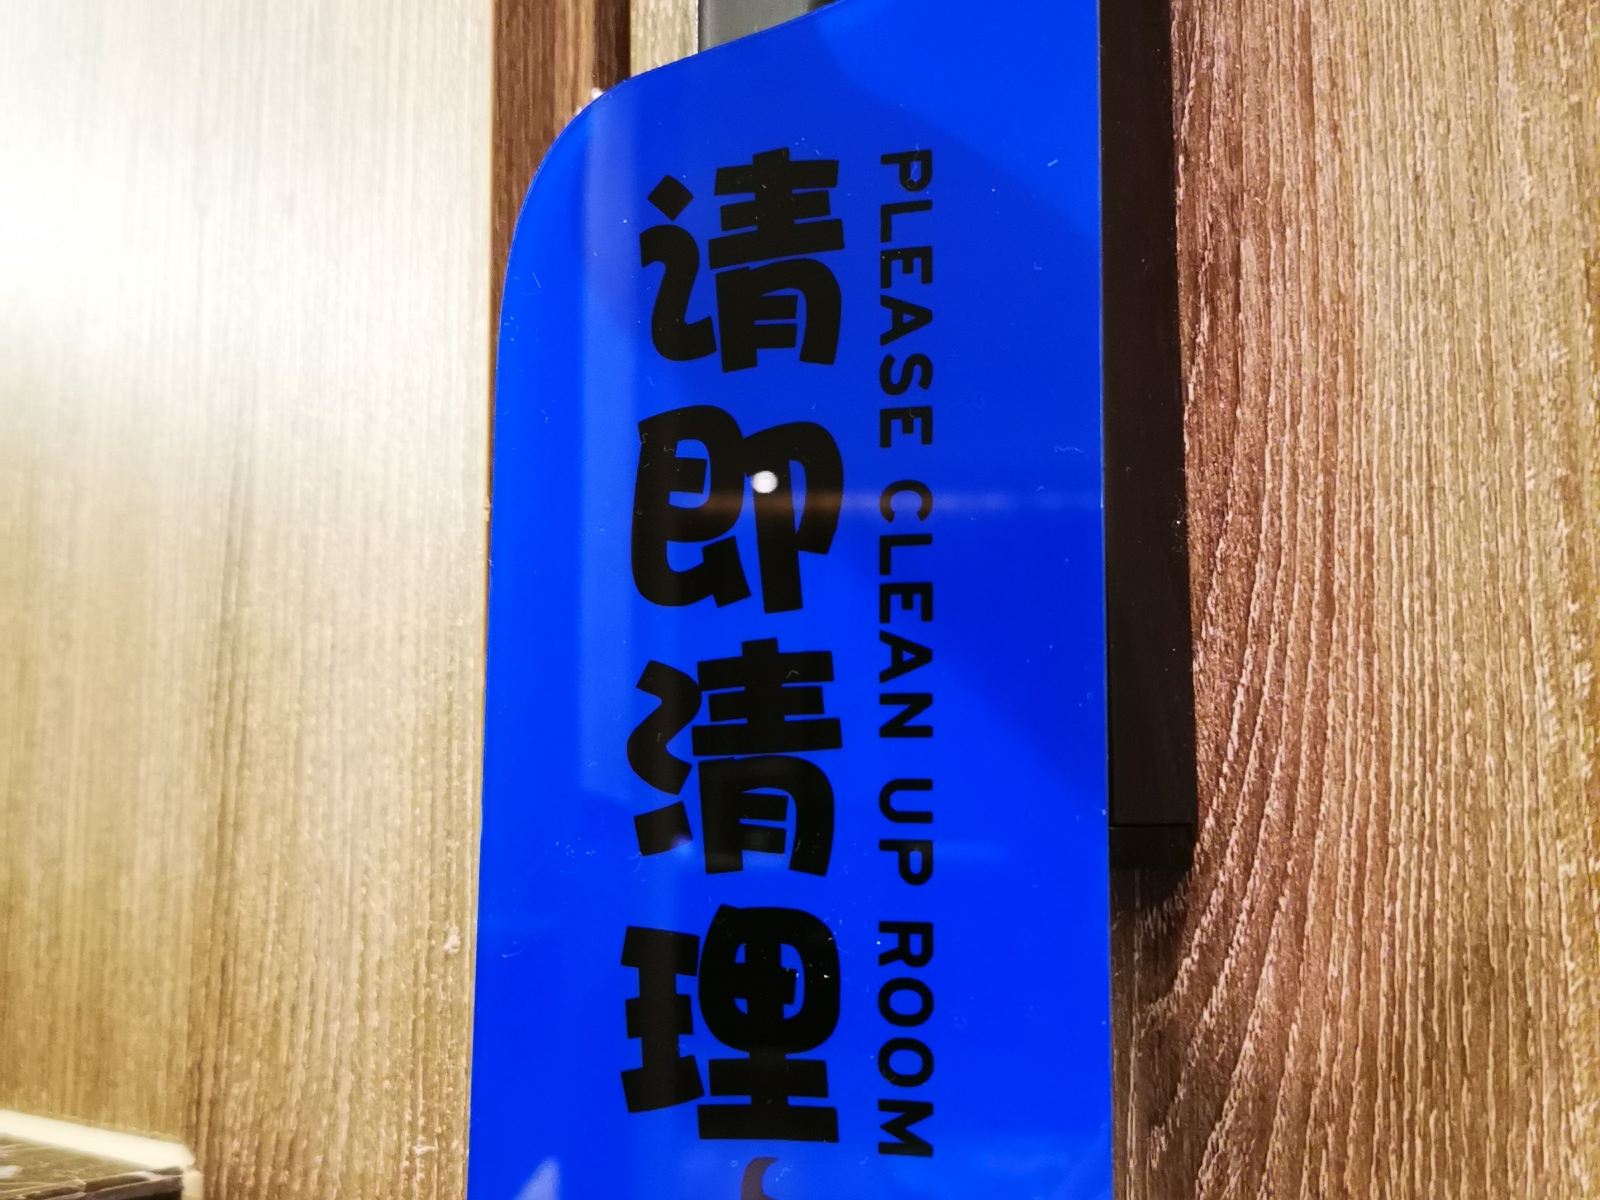 请即清理
PLEASE CLEAN UP ROOM